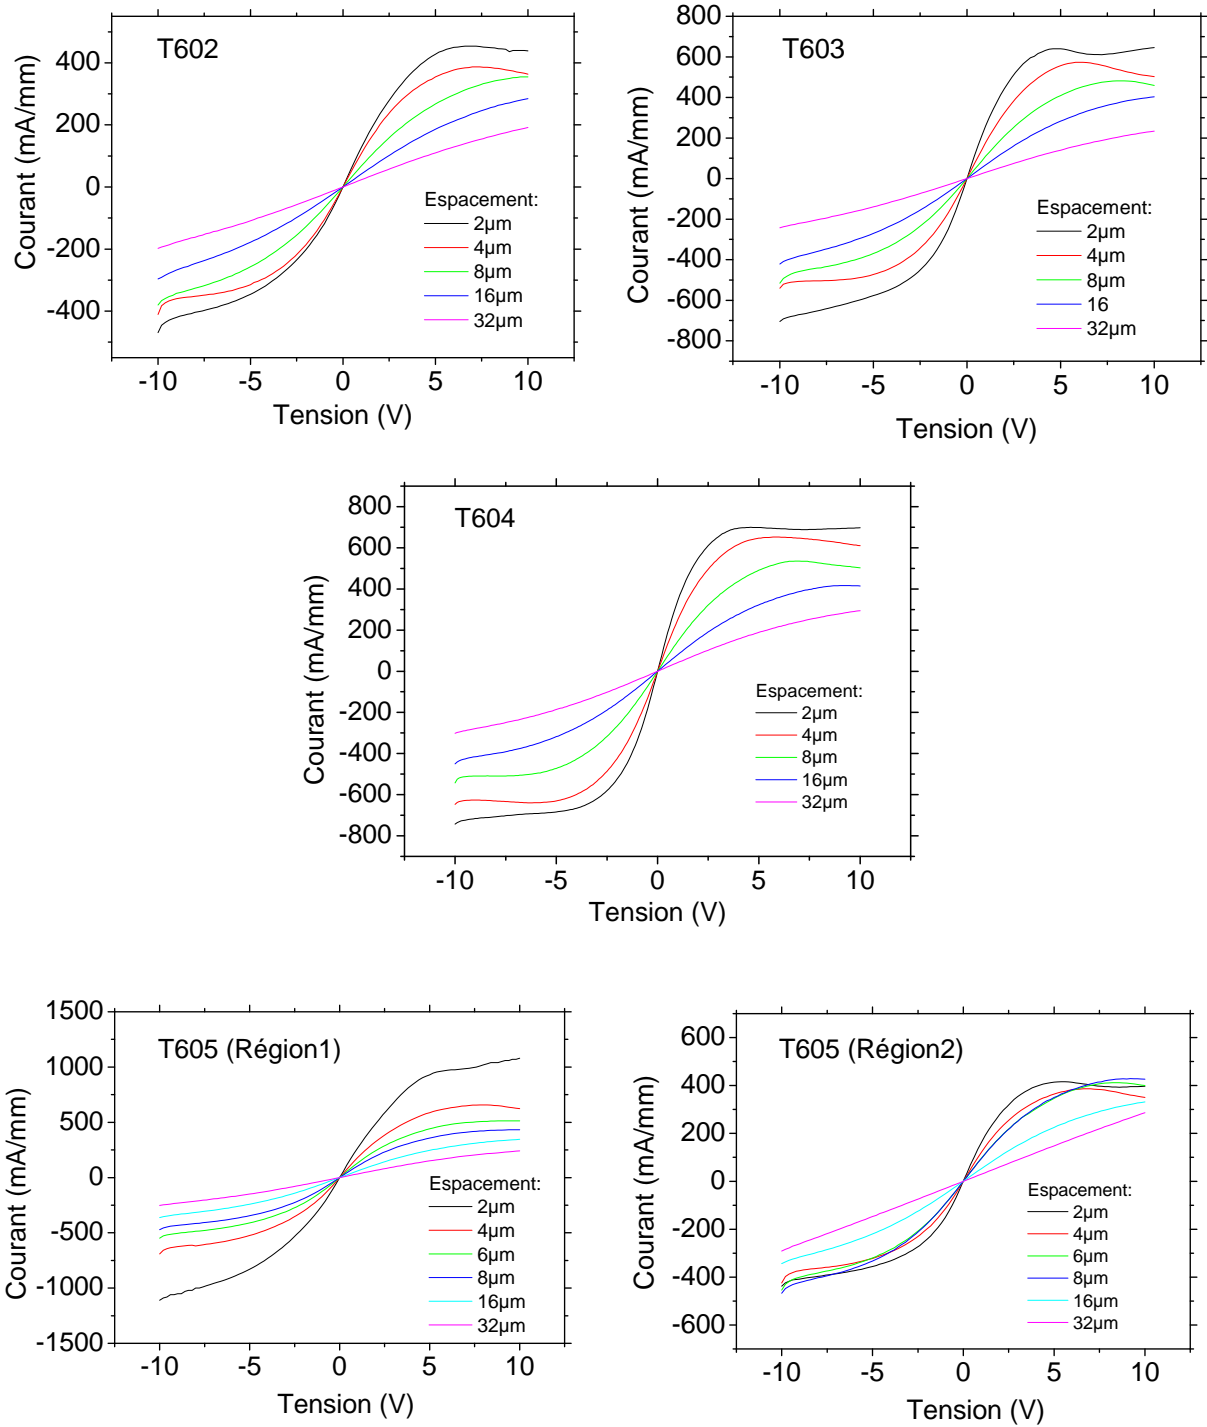 T602
Courant (mA/mm)
400
200
0
-200
-400
-10 -5 0 5 10
Tension (V)
Espacement:
2µm
4µm
8µm
16µm
32µm
T603
Courant (mA/mm)
800
600
400
200
0
-200
-400
-600
-800
-10 -5 0 5 10
Tension (V)
Espacement:
2µm
4µm
8µm
16
32µm
T604
Courant (mA/mm)
800
600
400
200
0
-200
-400
-600
-800
-10 -5 0 5 10
Tension (V)
Espacement:
2µm
4µm
8µm
16µm
32µm
T605 (Région1)
Courant (mA/mm)
1500
1000
500
0
-500
-1000
-1500
-10 -5 0 5 10
Tension (V)
Espacement:
2µm
4µm
6µm
8µm
16µm
32µm
T605 (Région2)
Courant (mA/mm)
600
400
200
0
-200
-400
-600
-10 -5 0 5 10
Tension (V)
Espacement:
2µm
4µm
6µm
8µm
16µm
32µm